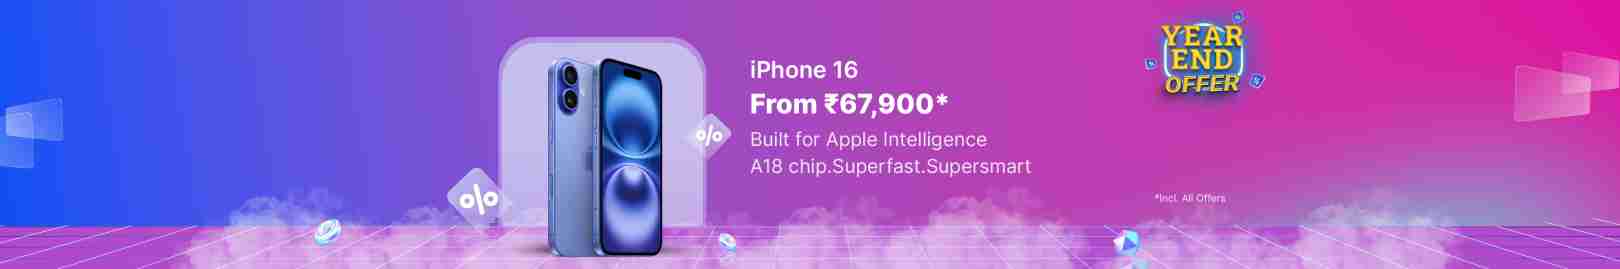 iPhone 16
From ₹67,900*
Built for Apple Intelligence
A18 chip.Superfast.Supersmart
YEAR
END
OFFER
*Incl. All Offers
%
%